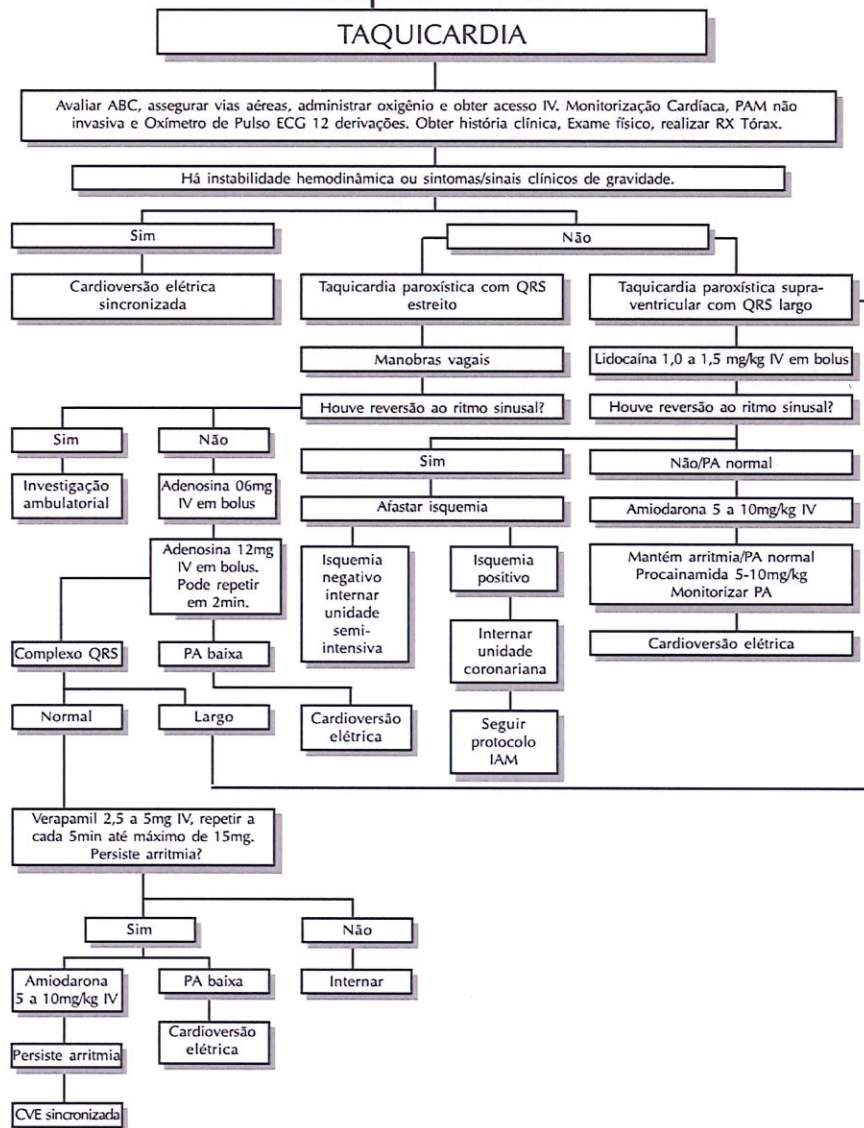 TAQUICARDIA
Avaliar ABC, assegurar vias aéreas, administrar oxigênio e obter acesso IV. Monitorização Cardíaca, PAM não
invasiva e Oxímetro de Pulso ECG 12 derivações. Obter história clínica, Exame físico, realizar RX Tórax.
Há instabilidade hemodinâmica ou sintomas/sinais clínicos de gravidade.
Sim
Não
Cardioversão elétrica
sincronizada
Taquicardia paroxística com QRS
estreito
Taquicardia paroxística supra-
ventricular com QRS largo
Manobras vagais
Lidocaína 1,0 a 1,5 mg/kg IV em bolus
Houve reversão ao ritmo sinusal?
Houve reversão ao ritmo sinusal?
Sim
Não
Sim
Não/PA normal
Investigação
ambulatorial
Adenosina 06mg
IV em bolus
Afastar isquemia
Amiodarona 5 a 10mg/kg IV
Adenosina 12mg
IV em bolus.
Pode repetir
em 2min.
Isquemia
negativo
internar
unidade
semi-
intensiva
Isquemia
positivo
Mantém arritmia/PA normal
Procainamida 5-10mg/kg
Monitorizar PA
Complexo QRS
PA baixa
Internar
unidade
coronariana
Cardioversão elétrica
Normal
Largo
Cardioversão
elétrica
Seguir
protocolo
IAM
Verapamil 2,5 a 5mg IV, repetir a
cada 5min até máximo de 15mg.
Persiste arritmia?
Sim
Não
Amiodarona
5 a 10mg/kg IV
PA baixa
Internar
Cardioversão
elétrica
Persiste arritmia
CVE sincronizada